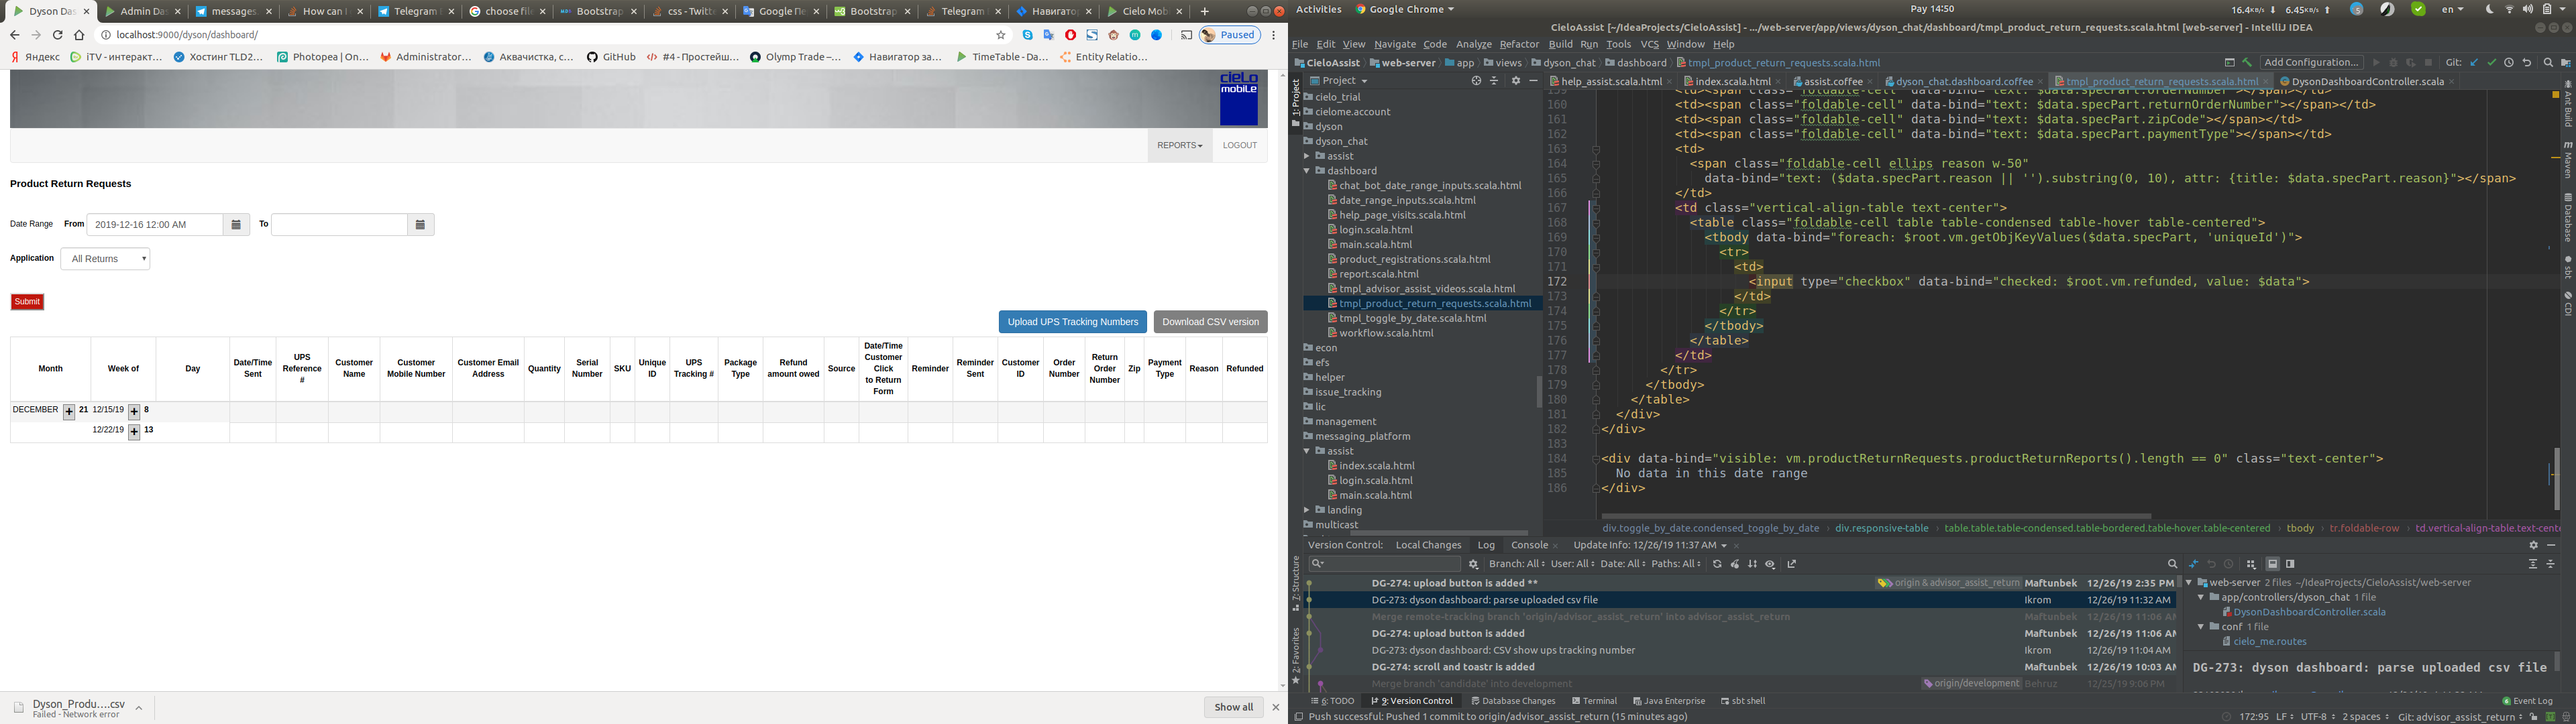 Dyson Das
Admin Das
messages.
How can I
Telegram
choose file
Bootstrap
css - Twitte
Google Пе
Bootstrap
Telegram
Навигатор
Cielo Mob
localhost:9000/dyson/dashboard/
Paused
Яндекс
iTV - интеракт…
Хостинг TLD2…
Photopea | On…
Administrator…
Аквачистка, с…
GitHub
#4 - Простейш…
Olymp Trade –…
Навигатор за…
TimeTable - Da…
Entity Relatio…
cielo
mobile
REPORTS
LOGOUT
Product Return Requests
Date Range From 2019-12-16 12:00 AM To
Application All Returns
Submit
Upload UPS Tracking Numbers
Download CSV version
Month
Week of
Day
Date/Time Sent
UPS Reference #
Customer Name
Customer Mobile Number
Customer Email Address
Quantity
Serial Number
SKU
Unique ID
UPS Tracking #
Package Type
Refund amount owed
Source
Date/Time Customer Click to Return Form
Reminder
Reminder Sent
Customer ID
Order Number
Return Order Number
Zip
Payment Type
Reason
Refunded
DECEMBER + 21 12/15/19 + 8
12/22/19 + 13
Dyson_Produ….csv
Failed - Network error
Show all
Activities
Google Chrome
Pay 14:50
16.4KB/s 6.45KB/s
en
CieloAssist [~/IdeaProjects/CieloAssist] - .../web-server/app/views/dyson_chat/dashboard/tmpl_product_return_requests.scala.html [web-server] - IntelliJ IDEA
File Edit View Navigate Code Analyze Refactor Build Run Tools VCS Window Help
CieloAssist web-server app views dyson_chat dashboard tmpl_product_return_requests.scala.html
Add Configuration...
Git:
Project
help_assist.scala.html
index.scala.html
assist.coffee
dyson_chat.dashboard.coffee
tmpl_product_return_requests.scala.html
DysonDashboardController.scala
1: Project
7: Structure
2: Favorites
Ant Build
Maven
Database
sbt
CDI
cielo_trial
cielome.account
dyson
dyson_chat
assist
dashboard
chat_bot_date_range_inputs.scala.html
date_range_inputs.scala.html
help_page_visits.scala.html
login.scala.html
main.scala.html
product_registrations.scala.html
report.scala.html
tmpl_advisor_assist_videos.scala.html
tmpl_product_return_requests.scala.html
tmpl_toggle_by_date.scala.html
workflow.scala.html
econ
efs
helper
issue_tracking
lic
management
messaging_platform
assist
index.scala.html
login.scala.html
main.scala.html
landing
multicast
159 <td><span class="foldable-cell" data-bind="text: $data.specPart.orderNumber"></span></td>
160 <td><span class="foldable-cell" data-bind="text: $data.specPart.returnOrderNumber"></span></td>
161 <td><span class="foldable-cell" data-bind="text: $data.specPart.zipCode"></span></td>
162 <td><span class="foldable-cell" data-bind="text: $data.specPart.paymentType"></span></td>
163 <td>
164 <span class="foldable-cell ellips reason w-50"
165 data-bind="text: ($data.specPart.reason || '').substring(0, 10), attr: {title: $data.specPart.reason}"></span>
166 </td>
167 <td class="vertical-align-table text-center">
168 <table class="foldable-cell table table-condensed table-hover table-centered">
169 <tbody data-bind="foreach: $root.vm.getObjKeyValues($data.specPart, 'uniqueId')">
170 <tr>
171 <td>
172 <input type="checkbox" data-bind="checked: $root.vm.refunded, value: $data">
173 </td>
174 </tr>
175 </tbody>
176 </table>
177 </td>
178 </tr>
179 </tbody>
180 </table>
181 </div>
182 </div>
183
184 <div data-bind="visible: vm.productReturnRequests.productReturnReports().length == 0" class="text-center">
185 No data in this date range
186 </div>
div.toggle_by_date.condensed_toggle_by_date
div.responsive-table
table.table.table-condensed.table-bordered.table-hover.table-centered
tbody
tr.foldable-row
td.vertical-align-table.text-cente
Version Control: Local Changes Log Console Update Info: 12/26/19 11:37 AM
Branch: All User: All Date: All Paths: All
DG-274: upload button is added ** origin & advisor_assist_return Maftunbek 12/26/19 2:35 PM
DG-273: dyson dashboard: parse uploaded csv file Ikrom 12/26/19 11:32 AM
Merge remote-tracking branch 'origin/advisor_assist_return' into advisor_assist_return Maftunbek 12/26/19 11:06 AM
DG-274: upload button is added Maftunbek 12/26/19 11:06 AM
DG-273: dyson dashboard: CSV show ups tracking number Ikrom 12/26/19 11:04 AM
DG-274: scroll and toastr is added Maftunbek 12/26/19 10:03 AM
Merge branch 'candidate' into development origin/development Behruz 12/25/19 9:06 PM
web-server 2 files ~/IdeaProjects/CieloAssist/web-server
app/controllers/dyson_chat 1 file
DysonDashboardController.scala
conf 1 file
cielo_me.routes
DG-273: dyson dashboard: parse uploaded csv file
6: TODO
9: Version Control
Database Changes
Terminal
Java Enterprise
sbt shell
Event Log
Push successful: Pushed 1 commit to origin/advisor_assist_return (15 minutes ago)
172:95 LF UTF-8 2 spaces Git: advisor_assist_return